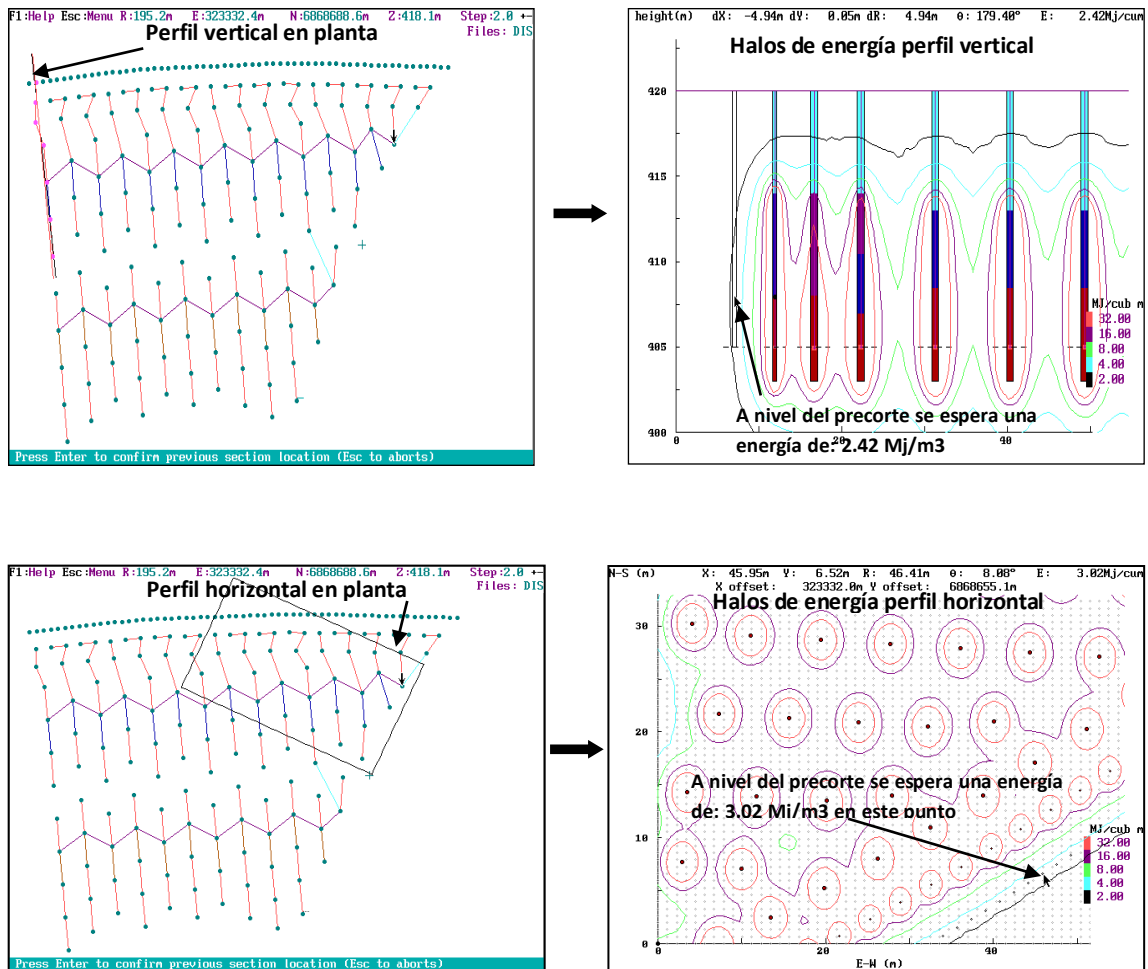 F1:Help Esc:Menu R:195.2m E:323332.4m N:6868688.6m Z:418.1m Step:2.0 +-
Files: DIS
Perfil vertical en planta
Press Enter to confirm previous section location (Esc to aborts)
height(m) dX: -4.94m dY: 0.05m dR: 4.94m θ: 179.40° E: 2.42Mj/cum
Halos de energía perfil vertical
420
415
410
405
400
MJ/cub m
32.00
16.00
8.00
4.00
2.00
A nivel del precorte se espera una
energía de: 2.42 Mj/m3
0
20
40
F1:Help Esc:Menu R:195.2m E:323332.4m N:6868688.6m Z:418.1m Step:2.0 +-
Files: DIS
Perfil horizontal en planta
Press Enter to confirm previous section location (Esc to aborts)
N-S (m) X: 45.95m Y: 6.52m R: 46.41m θ: 8.08° E: 3.02Mj/cum
X offset: 323332.0m Y offset: 6868655.1m
Halos de energía perfil horizontal
30
20
10
0
A nivel del precorte se espera una energía
de: 3.02 Mj/m3 en este punto
MJ/cub m
32.00
16.00
8.00
4.00
2.00
20
40
E-W (m)